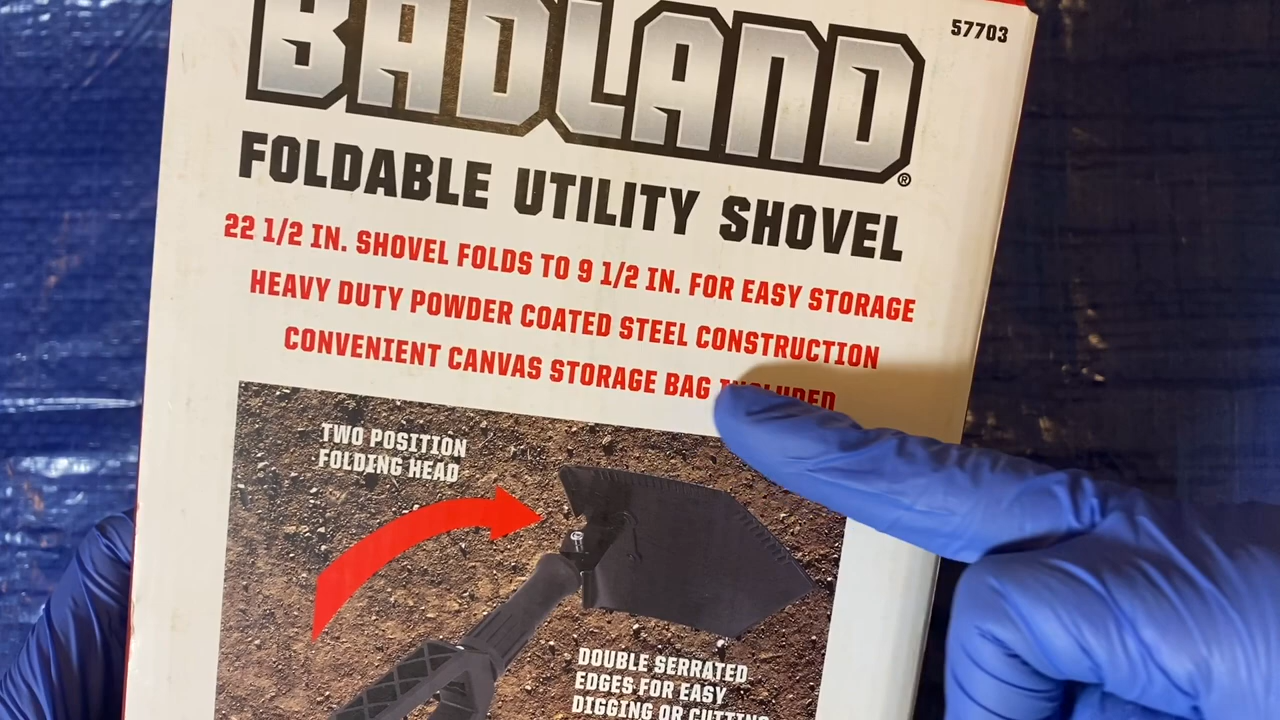 BADLAND®
57703
FOLDABLE UTILITY SHOVEL
22 1/2 IN. SHOVEL FOLDS TO 9 1/2 IN. FOR EASY STORAGE
HEAVY DUTY POWDER COATED STEEL CONSTRUCTION
CONVENIENT CANVAS STORAGE BAG INCLUDED
TWO POSITION
FOLDING HEAD
DOUBLE SERRATED
EDGES FOR EASY
DIGGING OR CUTTING